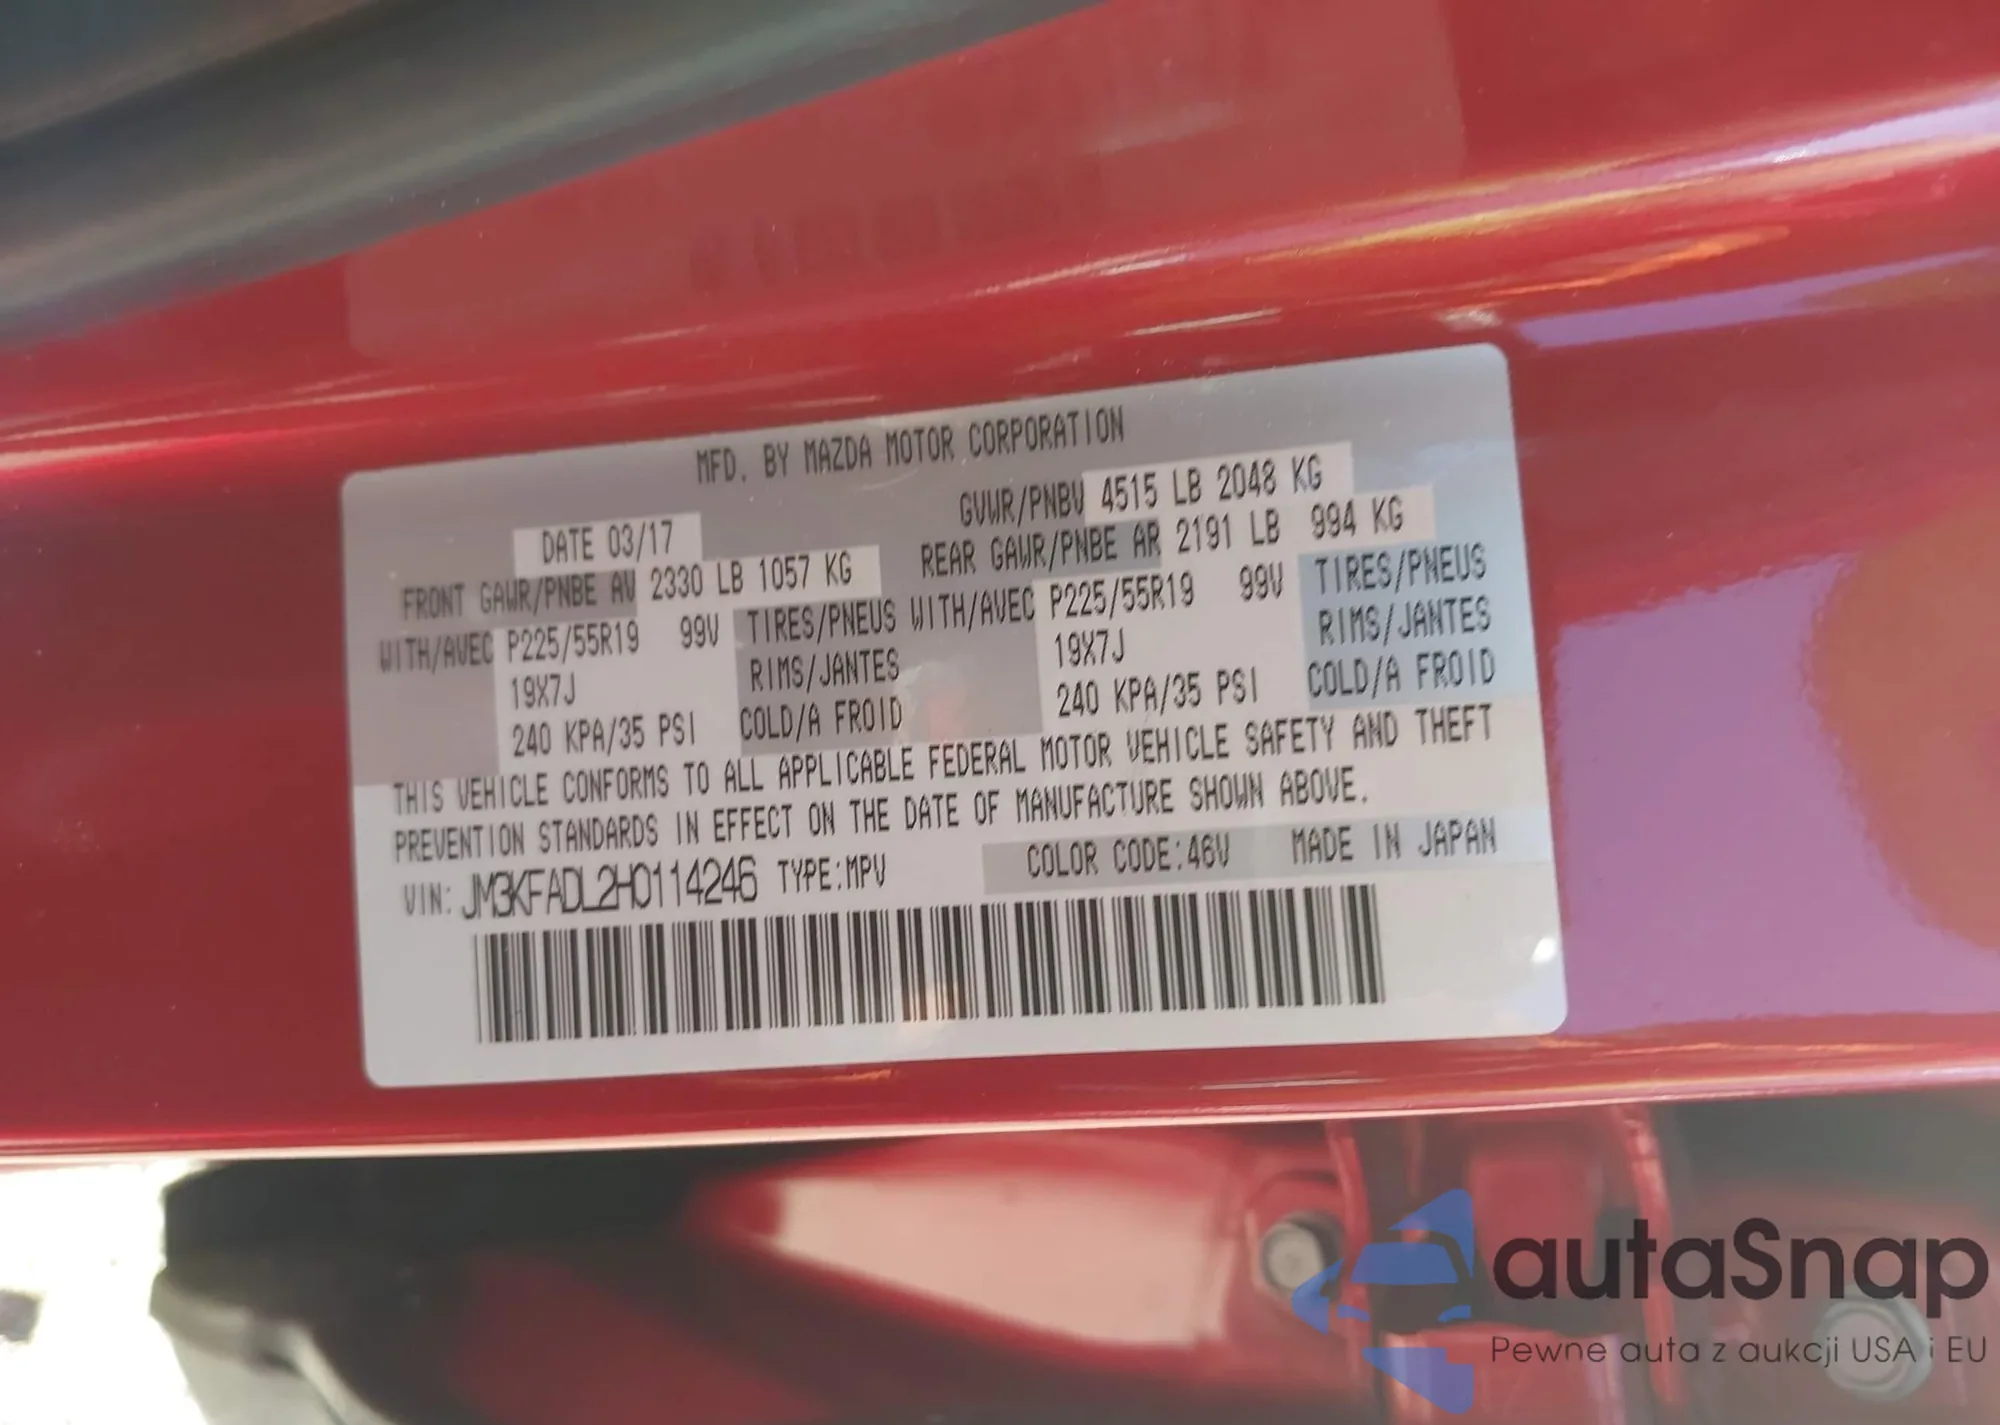 MFD. BY MAZDA MOTOR CORPORATION
DATE 03/17 GVWR/PNBV 4515 LB 2048 KG
FRONT GAWR/PNBE AV 2330 LB 1057 KG REAR GAWR/PNBE AR 2191 LB 994 KG
WITH/AVEC P225/55R19 99V TIRES/PNEUS WITH/AVEC P225/55R19 99V TIRES/PNEUS
19X7J RIMS/JANTES 19X7J RIMS/JANTES
240 KPA/35 PSI COLD/A FROID 240 KPA/35 PSI COLD/A FROID
THIS VEHICLE CONFORMS TO ALL APPLICABLE FEDERAL MOTOR VEHICLE SAFETY AND THEFT
PREVENTION STANDARDS IN EFFECT ON THE DATE OF MANUFACTURE SHOWN ABOVE.
VIN: JM3KFADL2H0114246 TYPE:MPV COLOR CODE:46V MADE IN JAPAN
autaSnap
Pewne auta z aukcji USA i EU